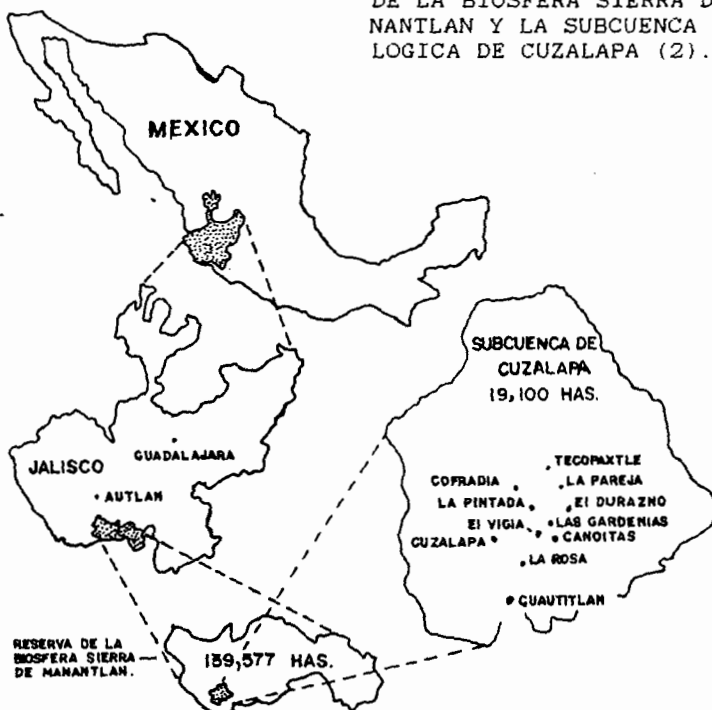 DE LA BIOSFERA SIERRA D
NANTLAN Y LA SUBCUENCA
LOGICA DE CUZALAPA (2).
MEXICO
SUBCUENCA DE
CUZALAPA
19,100 HAS.
JALISCO
GUADALAJARA
AUTLAN
TECOPAXTLE
COFRADIA
LA PAREJA
LA PINTADA
El DURAZNO
El VIGIA
LAS GARDENIAS
CUZALAPA
CANOITAS
LA ROSA
CUAUTITLAN
RESERVA DE LA
BIOSFERA SIERRA
DE MANANTLAN.
139,577 HAS.